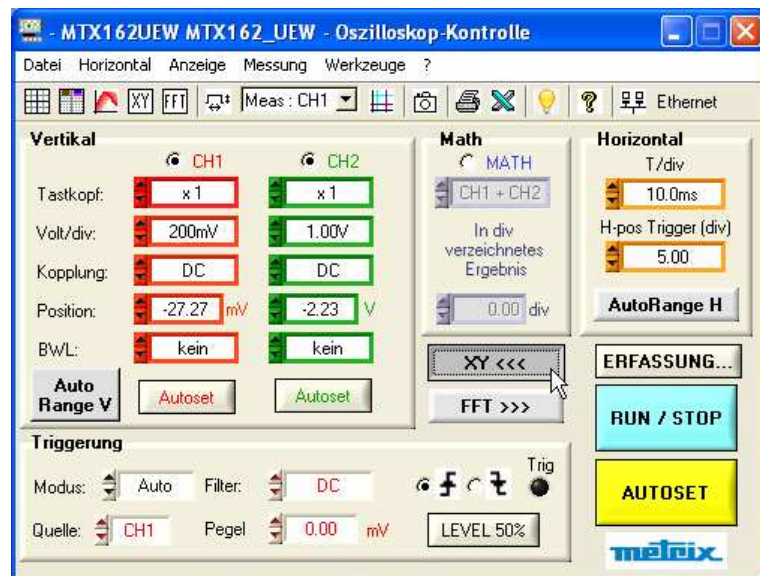 - MTX162UEW MTX162_UEW - Oszilloskop-Kontrolle
Datei Horizontal Anzeige Messung Werkzeuge ?
XY FFT Meas : CH1 ? Ethernet
Vertikal
CH1 CH2
Tastkopf: x 1 x 1
Volt/div: 200mV 1.00V
Kopplung: DC DC
Position: -27.27 mV -2.23 V
BWL: kein kein
Auto Range V
Autoset Autoset
Math
MATH
CH1 + CH2
In div
verzeichnetes
Ergebnis
0.00 div
Horizontal
T/div
10.0ms
H-pos Trigger (div)
5.00
AutoRange H
XY <<<
FFT >>>
ERFASSUNG...
RUN / STOP
AUTOSET
Triggerung
Modus: Auto Filter: DC
Trig
Quelle: CH1 Pegel 0.00 mV LEVEL 50%
metrix